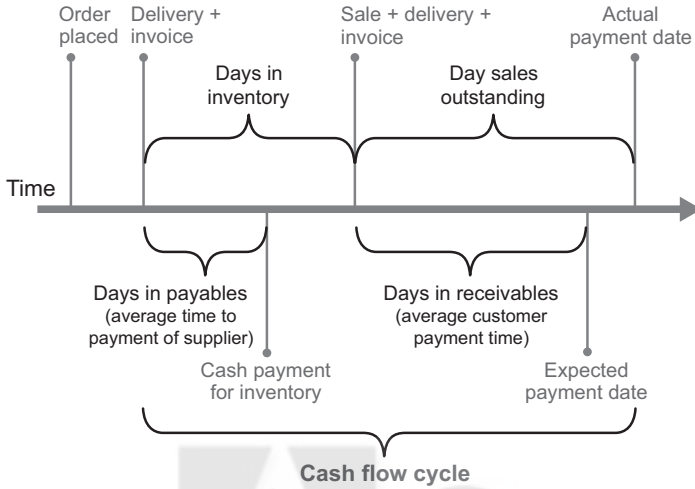 Order
placed
Delivery +
invoice
Sale + delivery +
invoice
Actual
payment date
Days in
inventory
Day sales
outstanding
Time
Days in payables
(average time to
payment of supplier)
Days in receivables
(average customer
payment time)
Cash payment
for inventory
Expected
payment date
Cash flow cycle